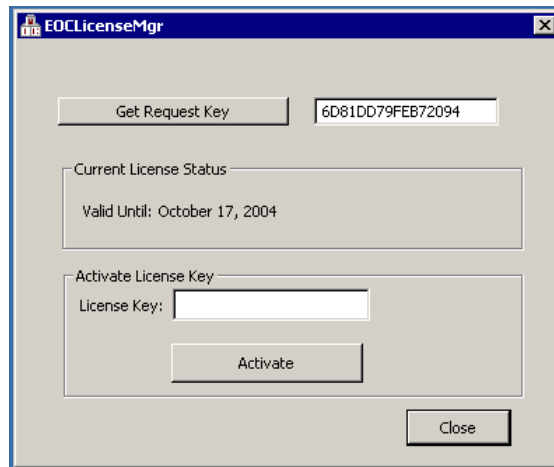 EOCLicenseMgr
Get Request Key 6D81DD79FEB72094
Current License Status
Valid Until: October 17, 2004
Activate License Key
License Key:
Activate
Close